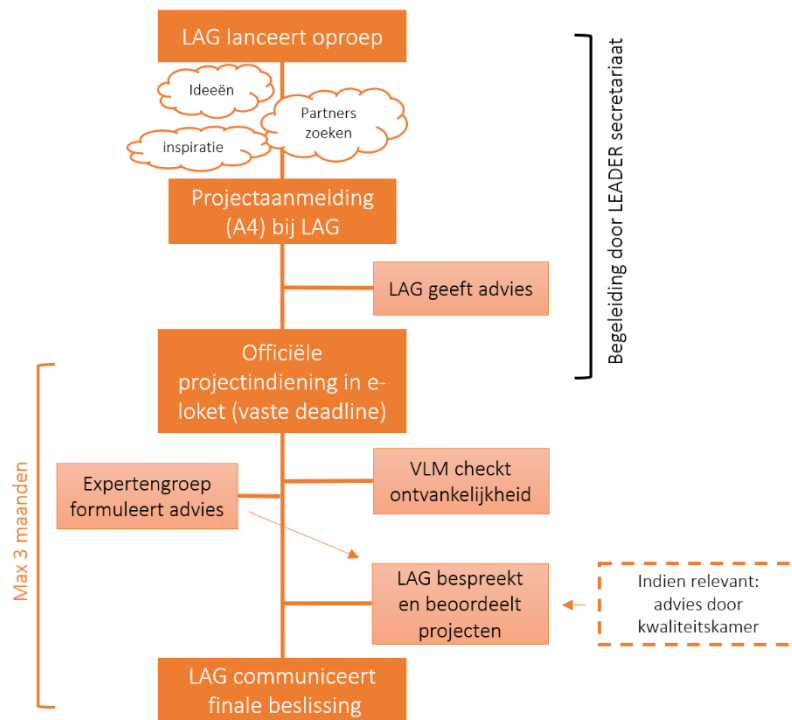 LAG lanceert oproep
Ideeën
Partners
zoeken
inspiratie
Projectaanmelding
(A4) bij LAG
LAG geeft advies
Begeleiding door LEADER secretariaat
Officiële
projectindiening in e-
loket (vaste deadline)
Max 3 maanden
Expertengroep
formuleert advies
VLM checkt
ontvankelijkheid
LAG bespreekt
en beoordeelt
projecten
Indien relevant:
advies door
kwaliteitskamer
LAG communiceert
finale beslissing